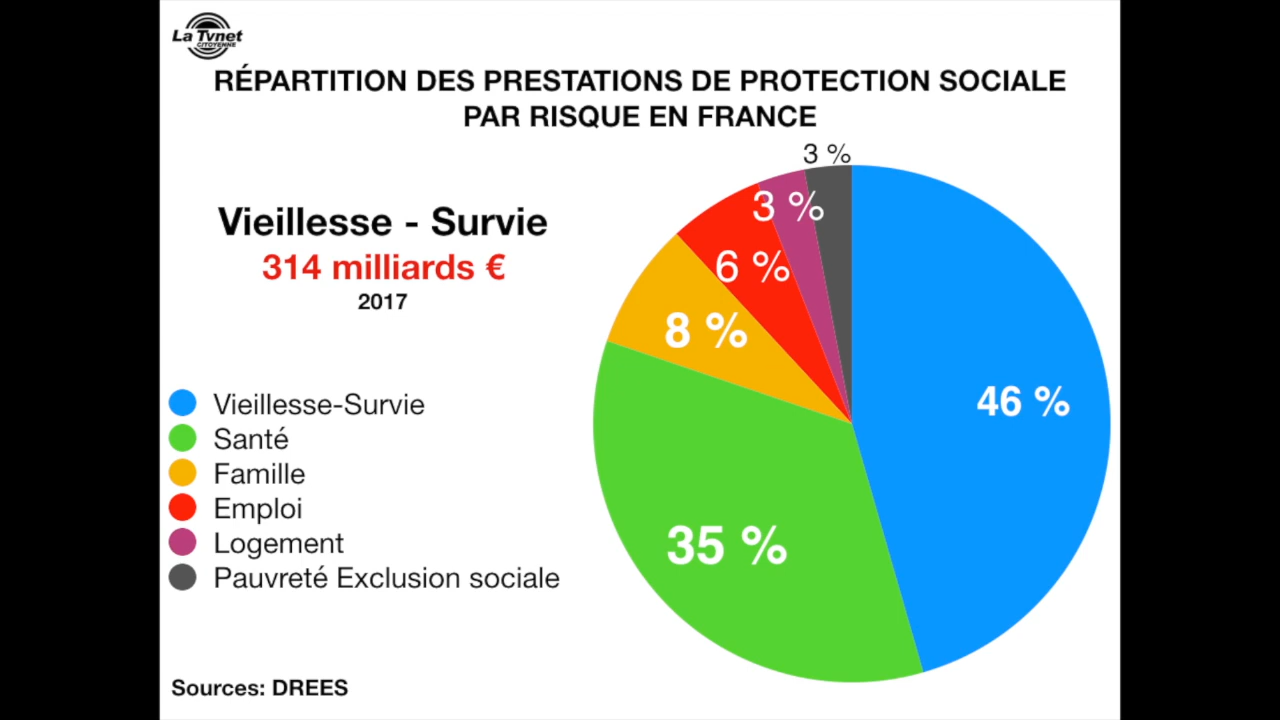 La Tvnet
CITOYENNE
RÉPARTITION DES PRESTATIONS DE PROTECTION SOCIALE
PAR RISQUE EN FRANCE
Vieillesse - Survie
314 milliards €
2017
3 %
3 %
6 %
8 %
46 %
35 %
Vieillesse-Survie
Santé
Famille
Emploi
Logement
Pauvreté Exclusion sociale
Sources: DREES